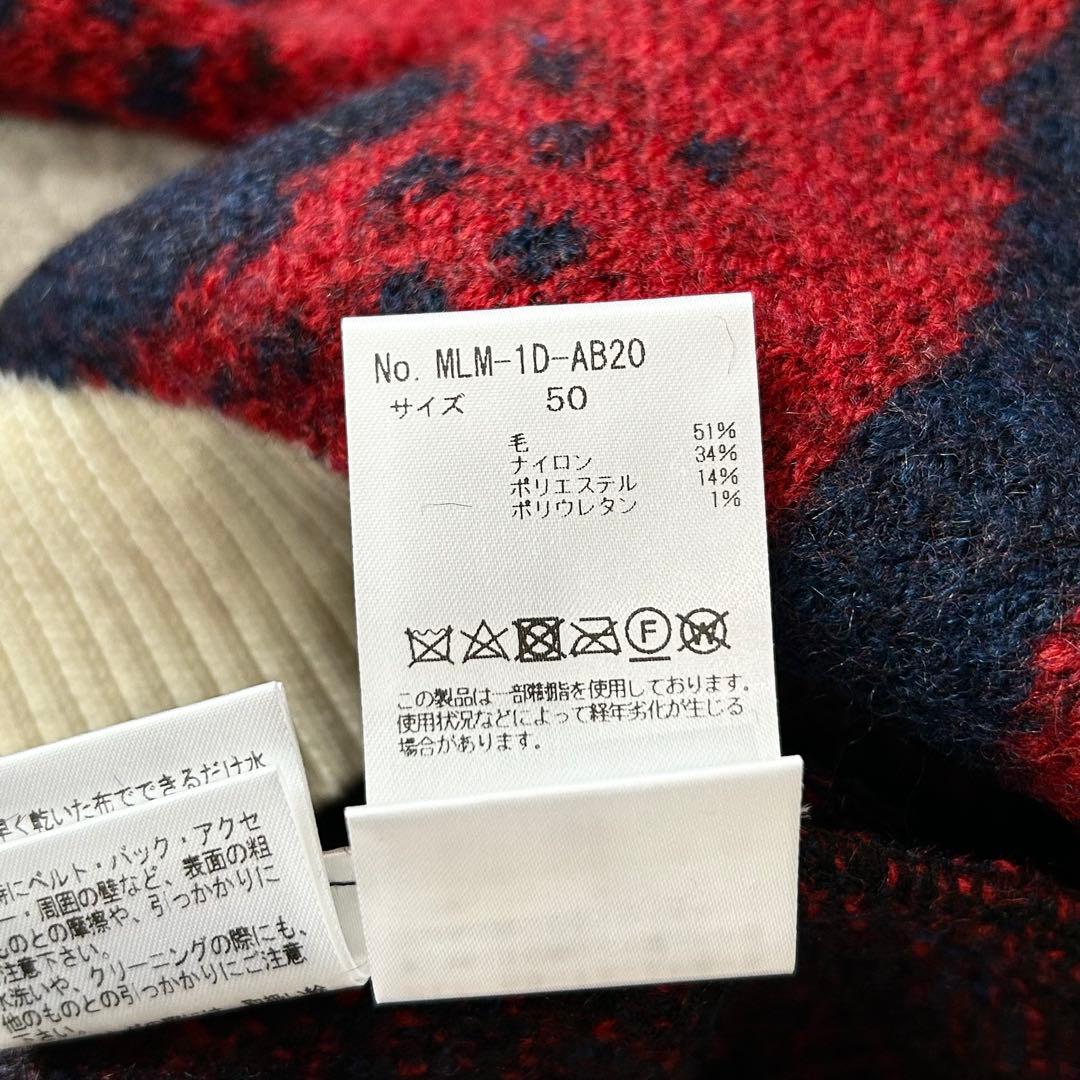 No. MLM-1D-AB20
サイズ 50
毛 51%
ナイロン 34%
ポリエステル 14%
ポリウレタン 1%
F W
この製品は一部樹脂を使用しております。
使用状況などによって経年劣化が生じる
場合があります。
早く乾いた布でできるだけ水
にベルト・バック・アクセ
ー・周囲の壁など、表面の粗
ものとの摩擦や、引っかかりに
注意下さい。
水洗いや、クリーニングの際にも、
他のものとの引っかかりにご注意
下さい。